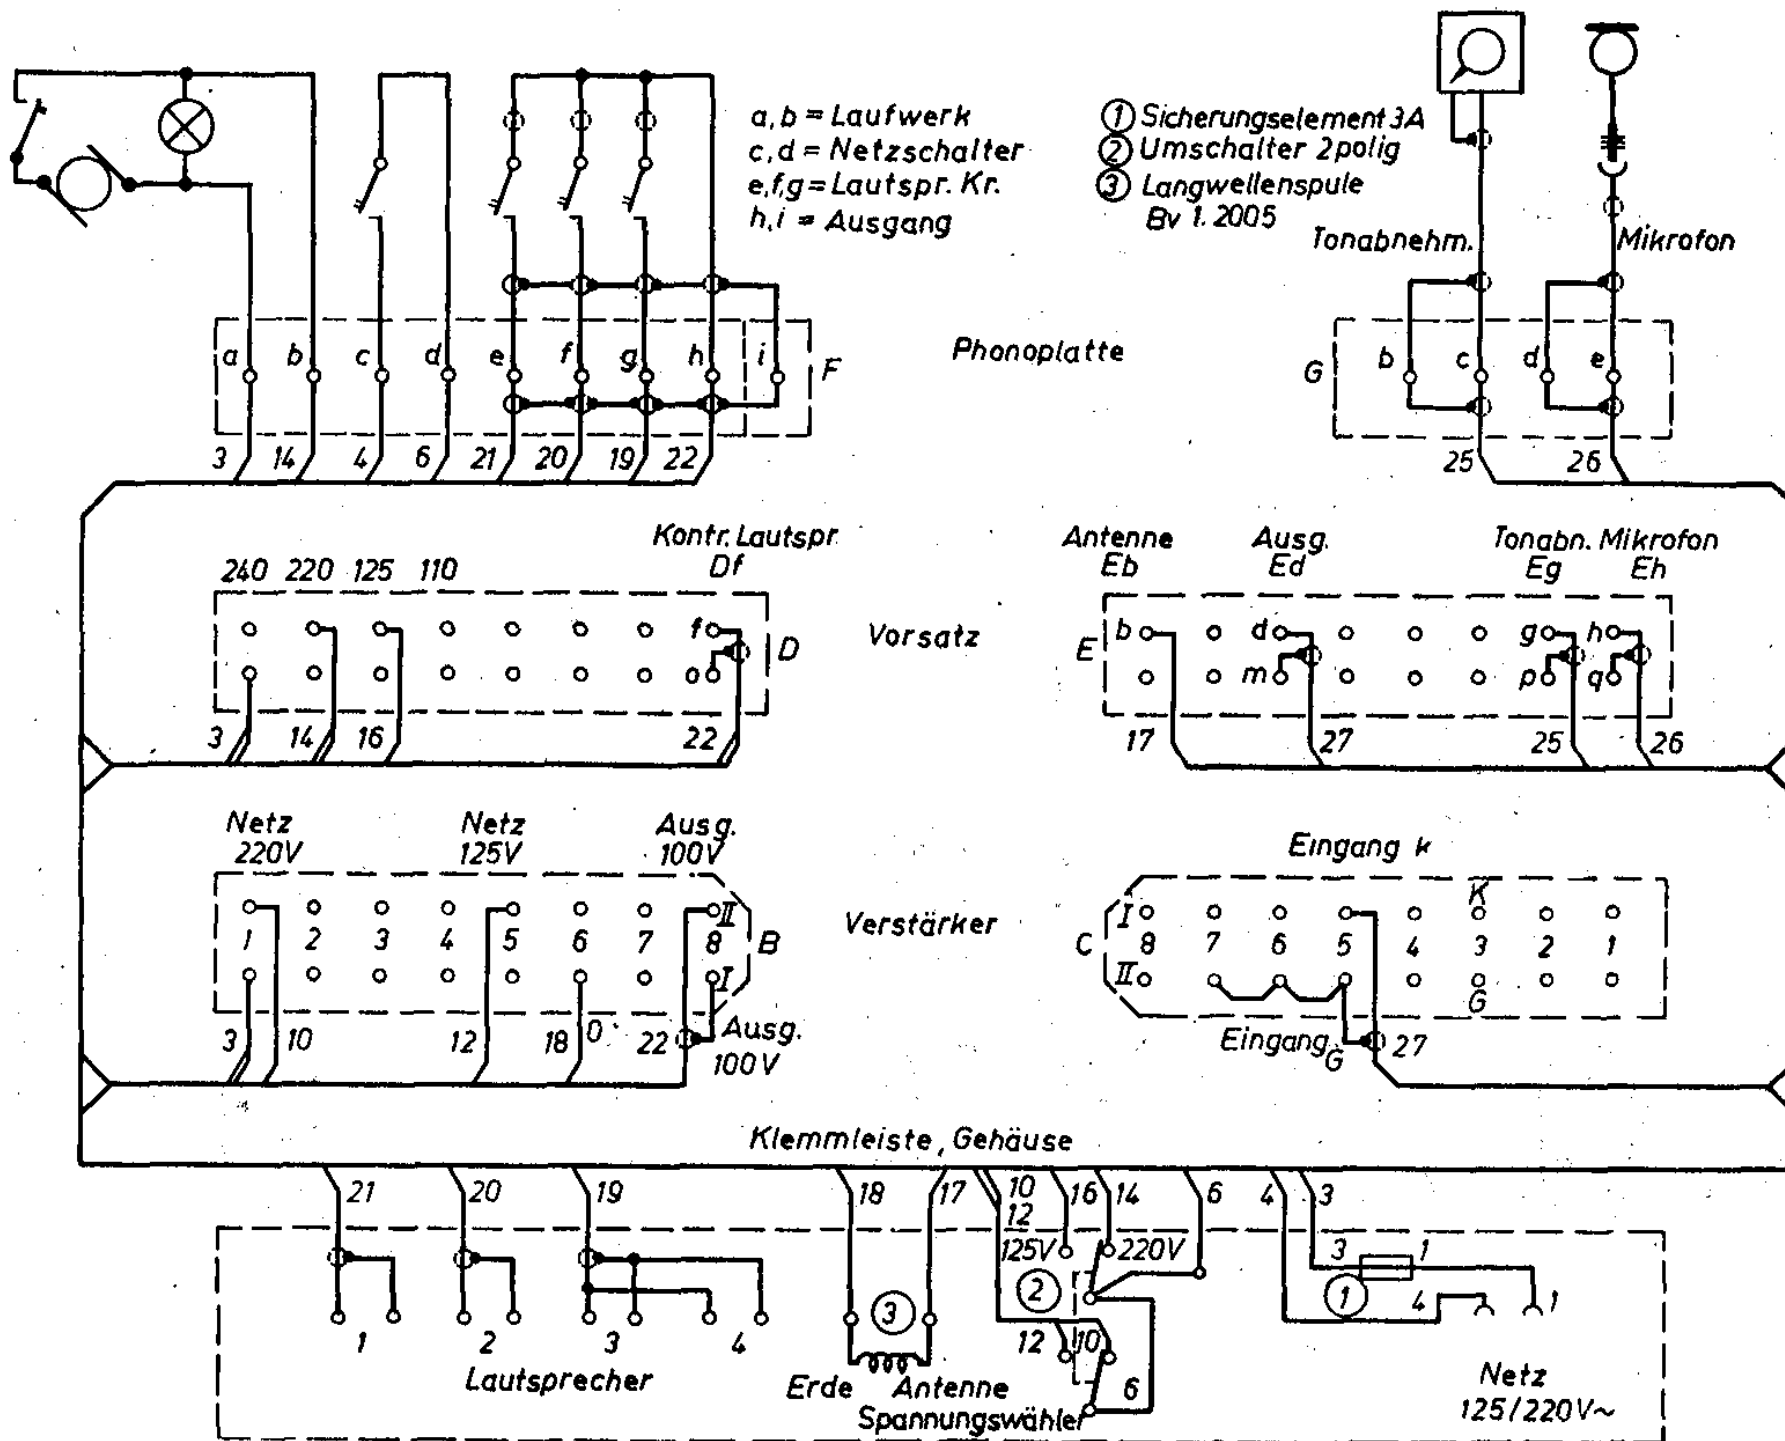 a, b = Laufwerk
c, d = Netzschalter
e,f,g = Lautspr. Kr.
h, i = Ausgang
① Sicherungselement 3A
② Umschalter 2polig
③ Langwellenspule
Bv 1. 2005
Tonabnehm.
Mikrofon
a b c d e f g h i F
Phonoplatte
G b c d e
3 14 4 6 21 20 19 22
25 26
Kontr. Lautspr.
Df
240 220 125 110
Antenne
Eb
Ausg.
Ed
Tonabn. Mikrofon
Eg Eh
f
o
D
Vorsatz
E b d g h
m p q
3 14 16 22
17 27 25 26
Netz
220V
Netz
125V
Ausg.
100V
Eingang k
II
1 2 3 4 5 6 7 8 B
I
Verstärker
I K
C 8 7 6 5 4 3 2 1
II G
3 10 12 18 0 22
Ausg.
100V
Eingang G 27
Klemmleiste, Gehäuse
21 20 19 18 17 10 16 14 6 4 3
12
125V 220V 3 1
② ③ ① 4 1
1 2 3 4
12 10 6
Lautsprecher
Erde Antenne
Spannungswähler
Netz
125/220V~